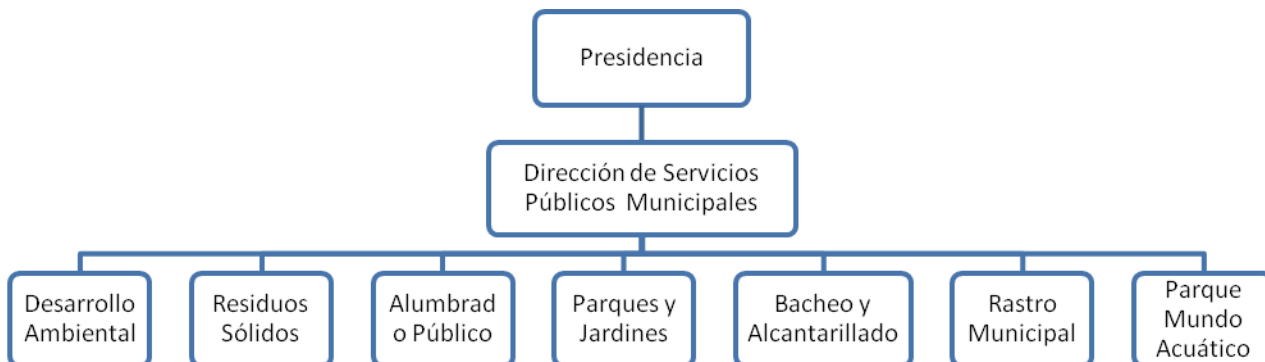 Presidencia
Dirección de Servicios
Públicos Municipales
Desarrollo
Ambiental
Residuos
Sólidos
Alumbrad
o Público
Parques y
Jardines
Bacheo y
Alcantarillado
Rastro
Municipal
Parque
Mundo
Acuático